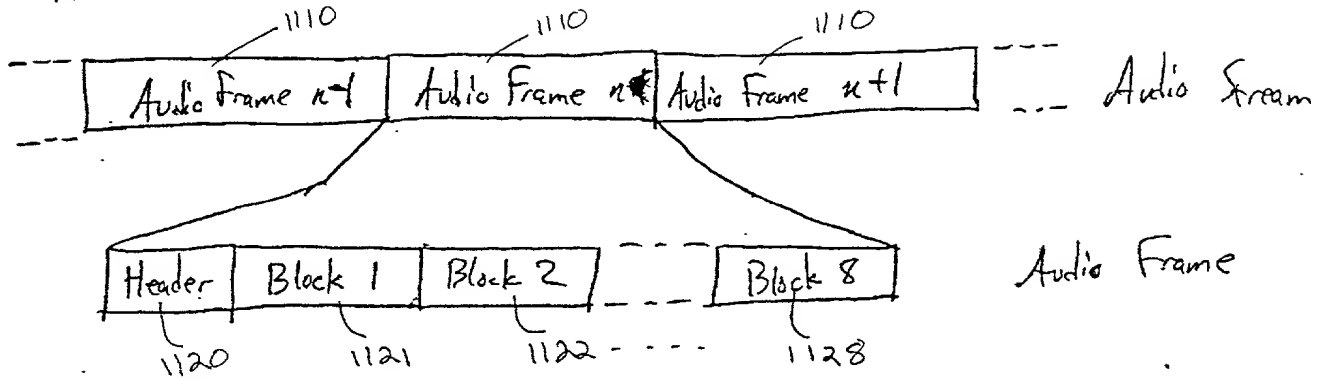 1110 1110 1110
Audio Frame n-1 Audio Frame n Audio Frame n+1 Audio Stream
Header Block 1 Block 2 Block 8 Audio Frame
1120 1121 1122 1128